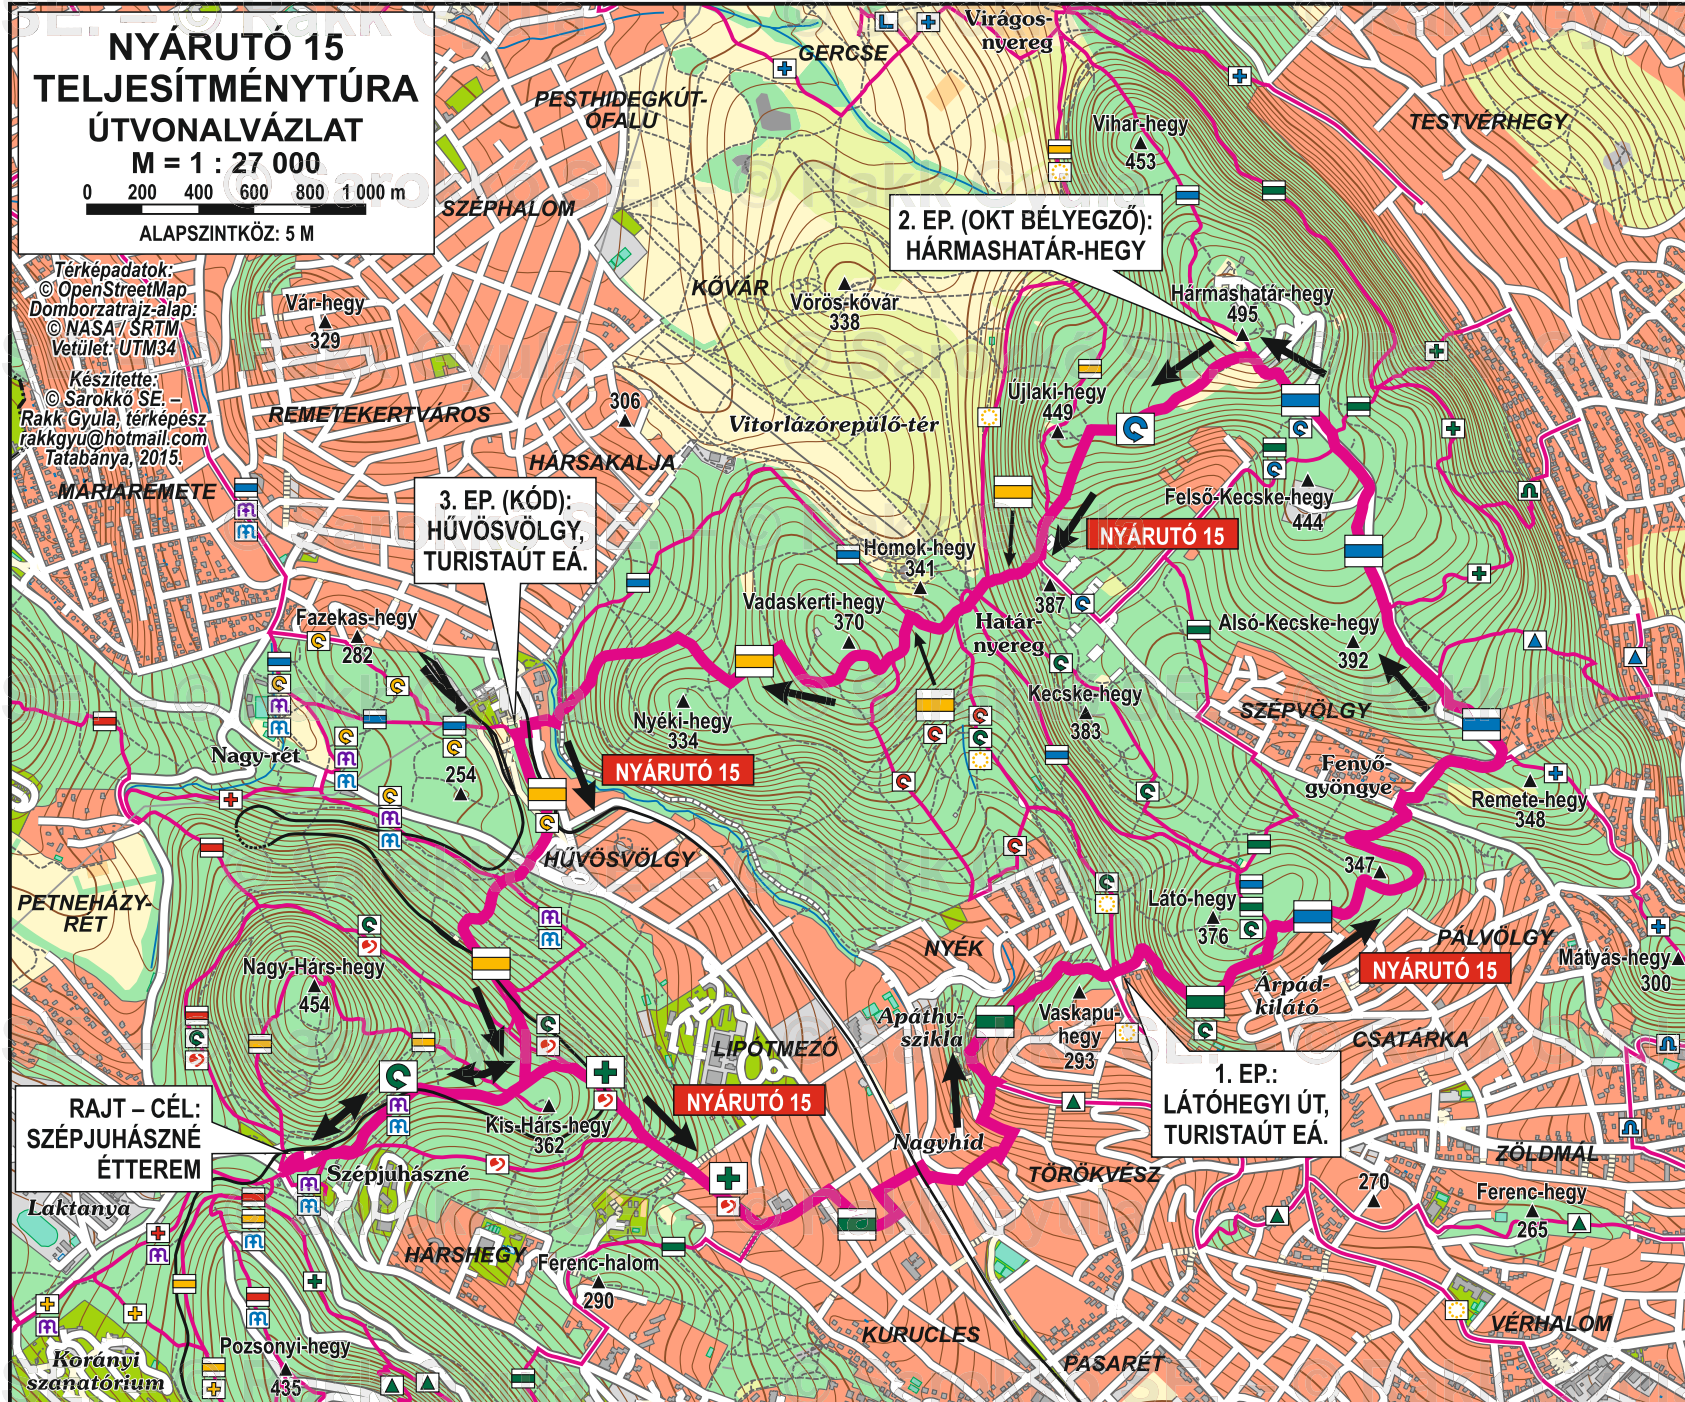 NYÁRUTÓ 15
TELJESÍTMÉNYTÚRA
ÚTVONALVÁZLAT
M = 1 : 27 000
0 200 400 600 800 1 000 m
ALAPSZINTKÖZ: 5 M
Térképadatok:
© OpenStreetMap
Domborzatrajz-alap:
© NASA / SRTM
Vetület: UTM34
Készítette:
© Sarokkő SE. –
Rakk Gyula, térképész
rakkgyu@hotmail.com
Tatabánya, 2015.
GERCSE
Virágos-
nyereg
PESTHIDEGKÚT-
ÓFALU
Vihar-hegy
453
TESTVÉRHEGY
SZÉPHALOM
2. EP. (OKT BÉLYEGZŐ):
HÁRMASHATÁR-HEGY
KŐVÁR
Vörös-kővár
338
Hármashatár-hegy
495
Vár-hegy
329
REMETEKERTVÁROS
306
Vitorlázórepülő-tér
Újlaki-hegy
449
HÁRSAKALJA
MÁRIAREMETE
3. EP. (KÓD):
HŰVÖSVÖLGY,
TURISTAÚT EÁ.
Felső-Kecske-hegy
444
NYÁRUTÓ 15
Homok-hegy
341
Vadaskerti-hegy
370
387
Határ-
nyereg
Alsó-Kecske-hegy
392
Fazekas-hegy
282
Kecske-hegy
383
SZÉPVÖLGY
Nyéki-hegy
334
NYÁRUTÓ 15
Nagy-rét
254
Fenyő-
gyöngye
Remete-hegy
348
HŰVÖSVÖLGY
347
PETNEHÁZY-
RÉT
Látó-hegy
376
NYÉK
PÁLVÖLGY
Mátyás-hegy
300
NYÁRUTÓ 15
Nagy-Hárs-hegy
454
Árpád-
kilátó
Apáthy-
szikla
Vaskapu-
hegy
293
CSATÁRKA
LIPÓTMEZŐ
NYÁRUTÓ 15
1. EP.:
LÁTÓHEGYI ÚT,
TURISTAÚT EÁ.
RAJT – CÉL:
SZÉPJUHÁSZNÉ
ÉTTEREM
Kis-Hárs-hegy
362
Nagyhíd
ZÖLDMÁL
Szépjuhászné
TÖRÖKVÉSZ
270
Ferenc-hegy
265
Laktanya
HÁRSHEGY
Ferenc-halom
290
KURUCLES
VÉRHALOM
Pozsonyi-hegy
435
Korányi
szanatórium
PASARÉT